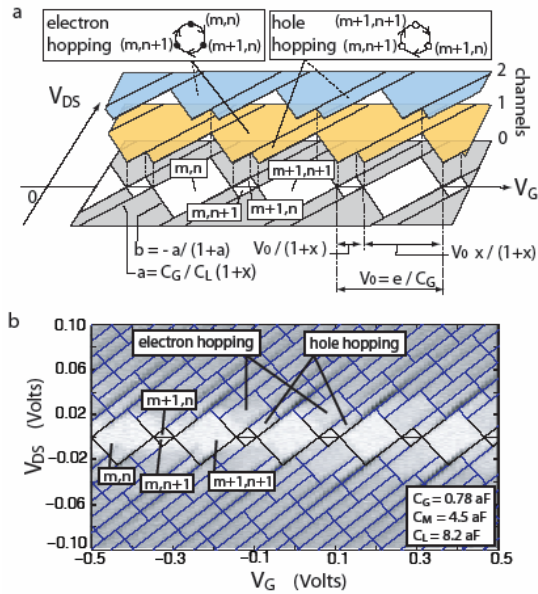 a
electron
hopping
(m,n)
(m,n+1)
(m+1,n)
hole
hopping
(m+1,n+1)
(m,n+1)
(m+1,n)
2
1
0
channels
V_DS
0
V_G
m,n
m,n+1
m+1,n
m+1,n+1
b = -a / (1+a)
a= C_G / C_L (1+x)
V_0 / (1+x)
V_0 x / (1+x)
V_0 = e / C_G
b
0.10
0.06
0.02
-0.02
-0.06
-0.10
V_DS (Volts)
electron hopping
hole hopping
m+1,n
m,n
m,n+1
m+1,n+1
C_G = 0.78 aF
C_M = 4.5 aF
C_L = 8.2 aF
-0.5
-0.3
-0.1
0.1
0.3
0.5
V_G (Volts)